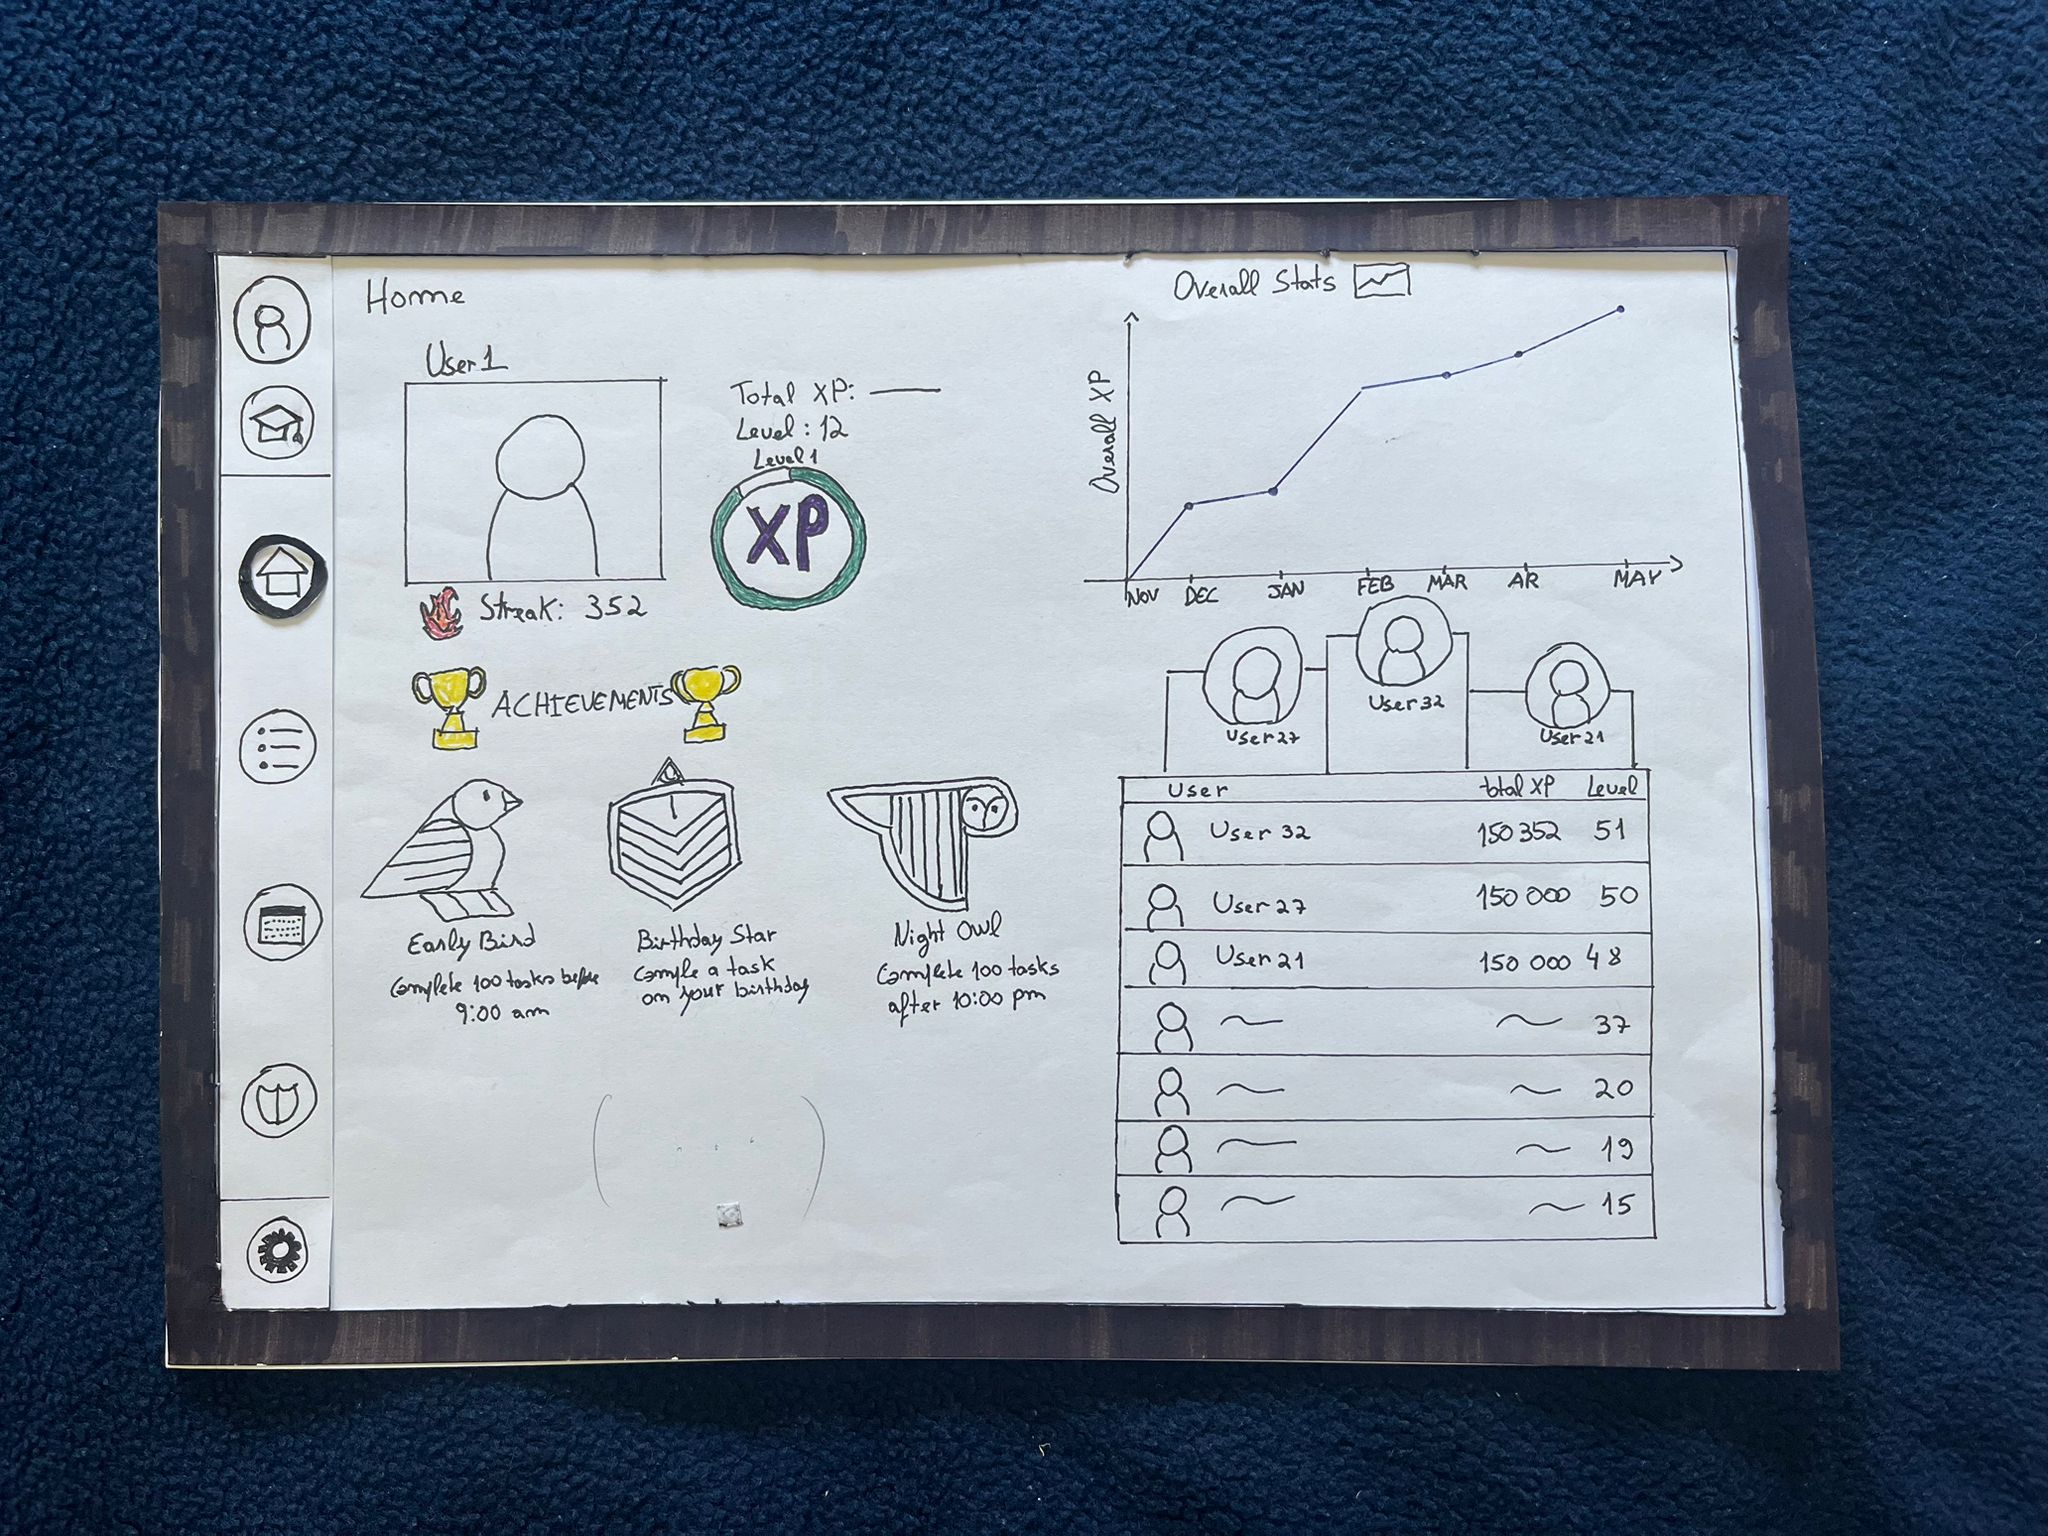 Home
User 1
Total XP:
Level: 12
Level 1
XP
Streak: 352
ACHIEVEMENTS
Early Bird
Complete 100 tasks before
9:00 am
Birthday Star
Comple a task
on your birthday
Night Owl
Complete 100 tasks
after 10:00 pm
Overall Stats
Overall XP
NOV DEC JAN FEB MAR AR MAY
User 27
User 32
User 21
User total XP Level
User 32 150 352 51
User 27 150 000 50
User 21 150 000 48
37
20
19
15